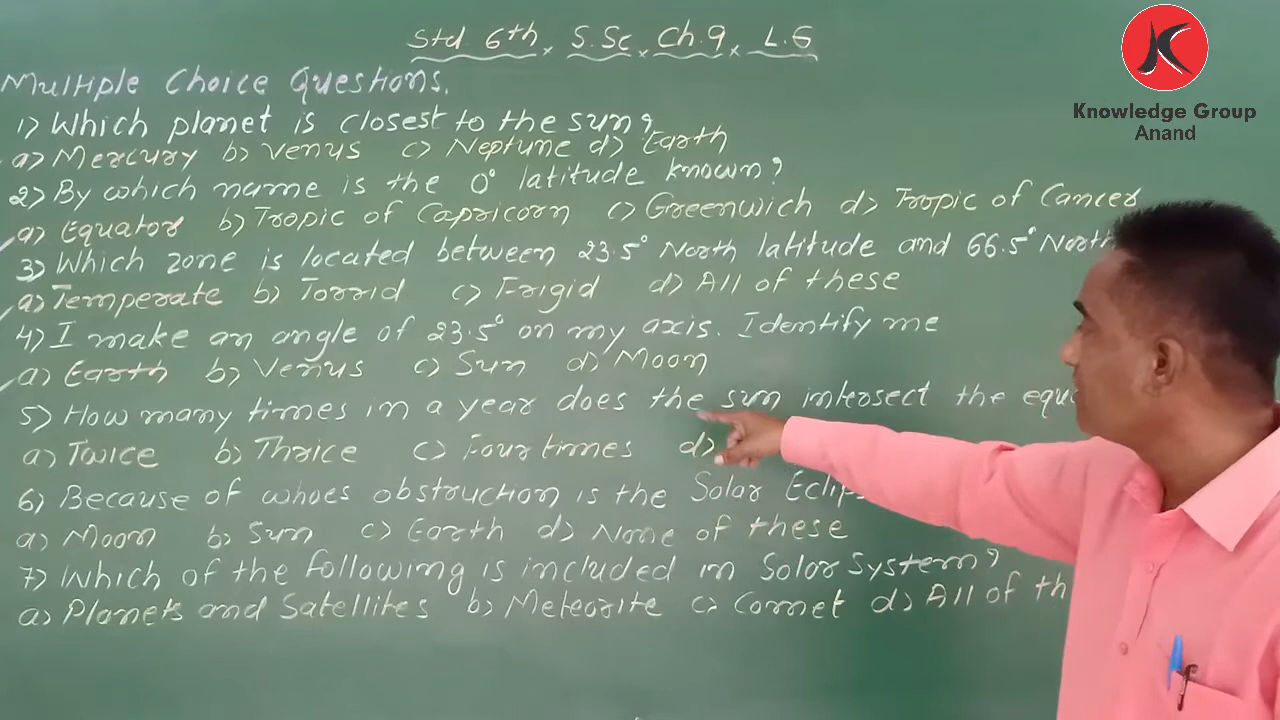 Std. 6th S.Sc Ch.9 L.6
Knowledge Group
Anand
Multiple Choice Questions.
1) Which planet is closest to the sun?
a) Mercury b) Venus c) Neptune d) Earth
2) By which name is the 0° latitude known?
a) Equator b) Tropic of Capricorn c) Greenwich d) Tropic of Cancer
3) Which zone is located between 23.5° North latitude and 66.5° North
a) Temperate b) Torrid c) Frigid d) All of these
4) I make an angle of 23.5° on my axis. Identify me
a) Earth b) Venus c) Sun d) Moon
5) How many times in a year does the sun intersect the
a) Twice b) Thrice c) Four times d)
6) Because of whoes obstruction is the Solar
a) Moon b) Sun c) Earth d) None of these
7) Which of the following is included in Solar System?
a) Planets and Satellites b) Meteorite c) Comet d) All of